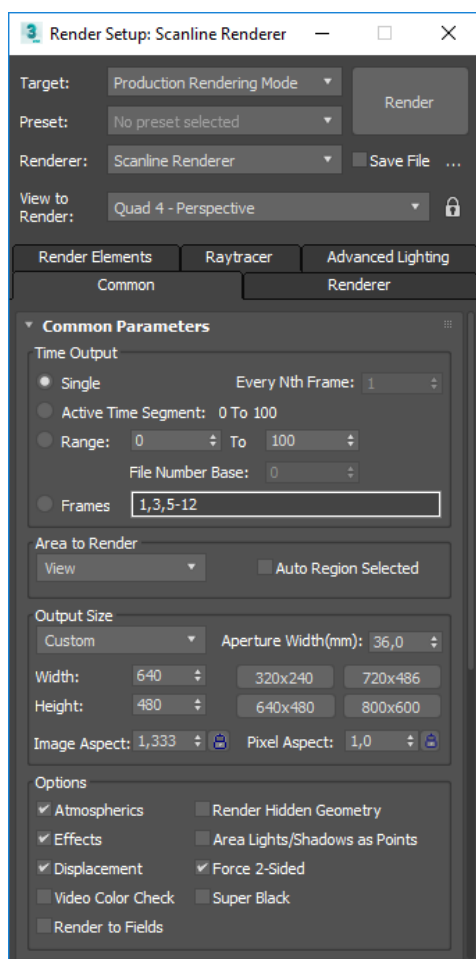 3 Render Setup: Scanline Renderer
Target: Production Rendering Mode
Render
Preset: No preset selected
Renderer: Scanline Renderer Save File ...
View to
Render: Quad 4 - Perspective
Render Elements Raytracer Advanced Lighting
Common Renderer
Common Parameters
Time Output
Single Every Nth Frame: 1
Active Time Segment: 0 To 100
Range: 0 To 100
File Number Base: 0
Frames 1,3,5-12
Area to Render
View Auto Region Selected
Output Size
Custom Aperture Width(mm): 36,0
Width: 640 320x240 720x486
Height: 480 640x480 800x600
Image Aspect: 1,333 Pixel Aspect: 1,0
Options
Atmospherics Render Hidden Geometry
Effects Area Lights/Shadows as Points
Displacement Force 2-Sided
Video Color Check Super Black
Render to Fields